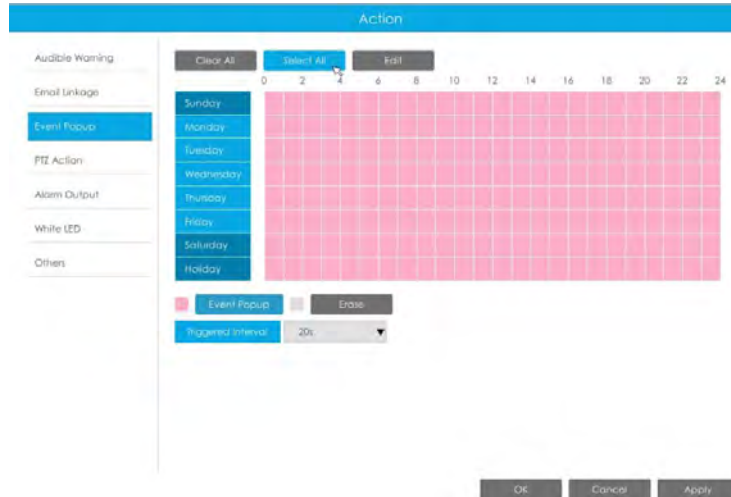 Action
Audible Warning
Email Linkage
Event Popup
PTZ Action
Alarm Output
White LED
Others
Clear All Select All Edit
0 2 4 6 8 10 12 14 16 18 20 22 24
Sunday
Monday
Tuesday
Wednesday
Thursday
Friday
Saturday
Holiday
Event Popup Erase
Triggered Interval 20s
OK Cancel Apply